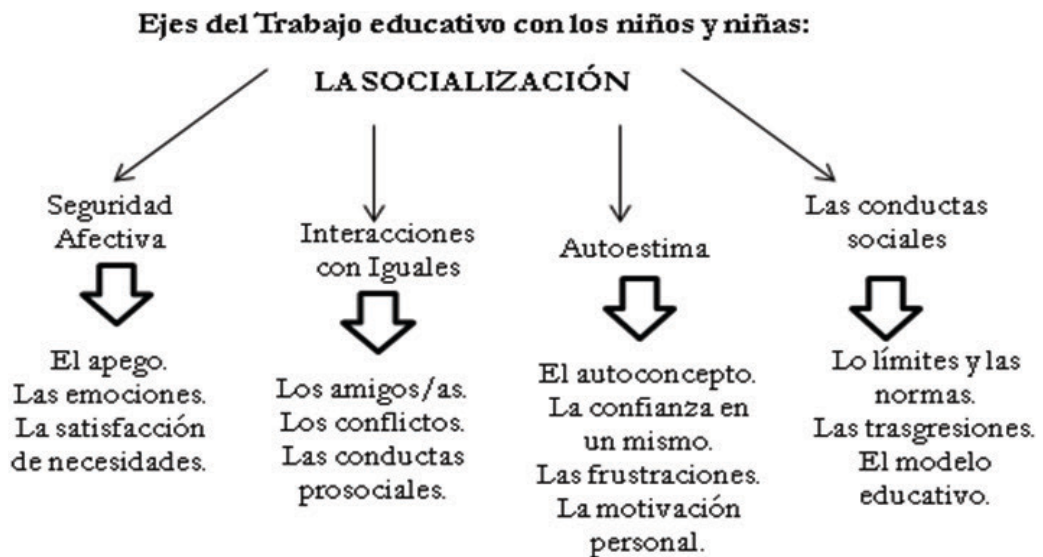 Ejes del Trabajo educativo con los niños y niñas:
LA SOCIALIZACIÓN
Seguridad
Afectiva
El apego.
Las emociones.
La satisfacción
de necesidades.
Interacciones
con Iguales
Los amigos/as.
Los conflictos.
Las conductas
prosociales.
Autoestima
El autoconcepto.
La confianza en
un mismo.
Las frustraciones.
La motivación
personal.
Las conductas
sociales
Lo límites y las
normas.
Las trasgresiones.
El modelo
educativo.